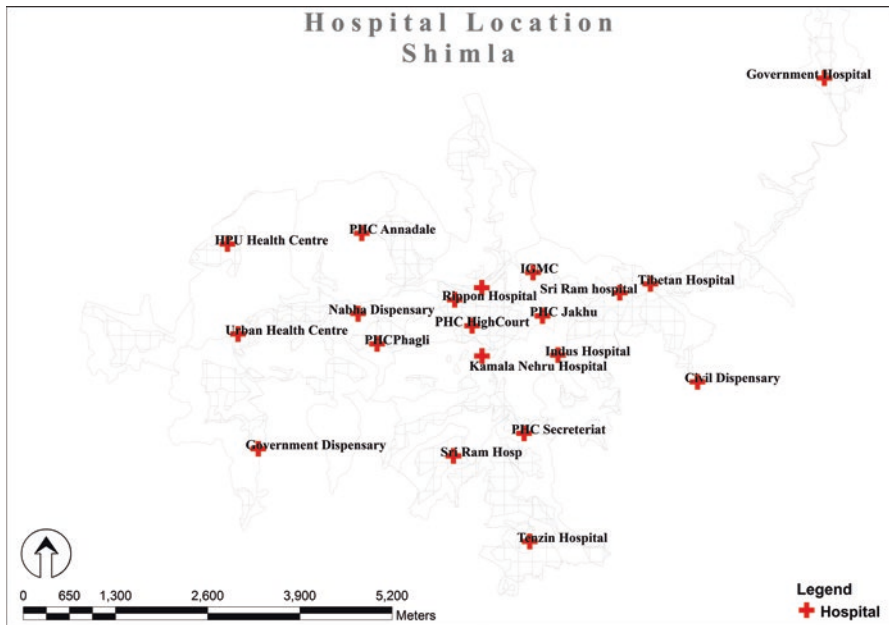 Hospital Location
Shimla
Government Hospital
PHC Annadale
HPU Health Centre
IGMC
Tibetan Hospital
Sri Ram hospital
Rippon Hospital
Nabha Dispensary
PHC Jakhu
PHC HighCourt
Urban Health Centre
PHCPhagli
Indus Hospital
Kamala Nehru Hospital
Civil Dispensary
PHC Secreteriat
Government Dispensary
Sri Ram Hosp
Tenzin Hospital
0 650 1,300 2,600 3,900 5,200
Meters
Legend
Hospital